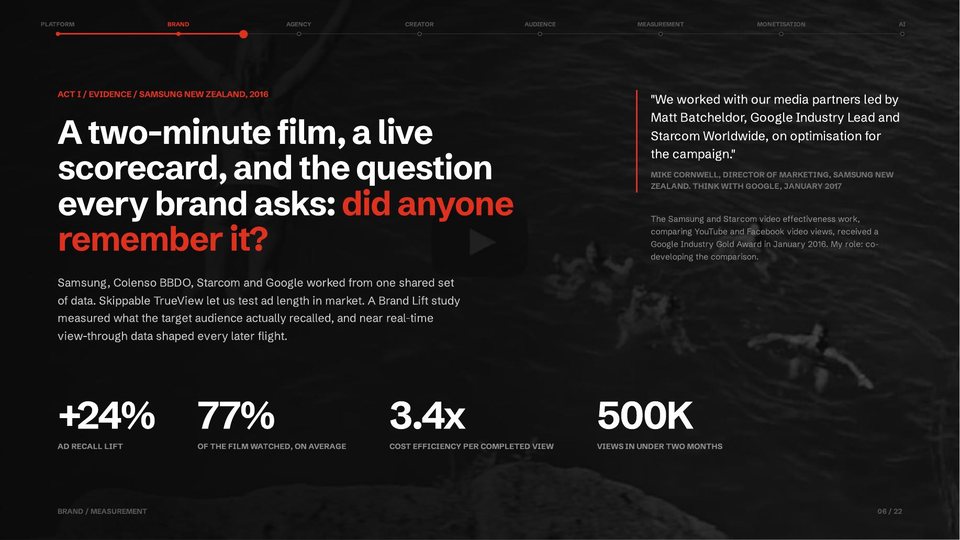 PLATFORM
BRAND
AGENCY
CREATOR
AUDIENCE
MEASUREMENT
MONETISATION
AI
ACT I / EVIDENCE / SAMSUNG NEW ZEALAND, 2016
A two-minute film, a live
scorecard, and the question
every brand asks: did anyone
remember it?
Samsung, Colenso BBDO, Starcom and Google worked from one shared set
of data. Skippable TrueView let us test ad length in market. A Brand Lift study
measured what the target audience actually recalled, and near real-time
view-through data shaped every later flight.
"We worked with our media partners led by
Matt Batcheldor, Google Industry Lead and
Starcom Worldwide, on optimisation for
the campaign."
MIKE CORNWELL, DIRECTOR OF MARKETING, SAMSUNG NEW
ZEALAND. THINK WITH GOOGLE, JANUARY 2017
The Samsung and Starcom video effectiveness work,
comparing YouTube and Facebook video views, received a
Google Industry Gold Award in January 2016. My role: co-
developing the comparison.
+24%
AD RECALL LIFT
77%
OF THE FILM WATCHED, ON AVERAGE
3.4x
COST EFFICIENCY PER COMPLETED VIEW
500K
VIEWS IN UNDER TWO MONTHS
BRAND / MEASUREMENT
06 / 22